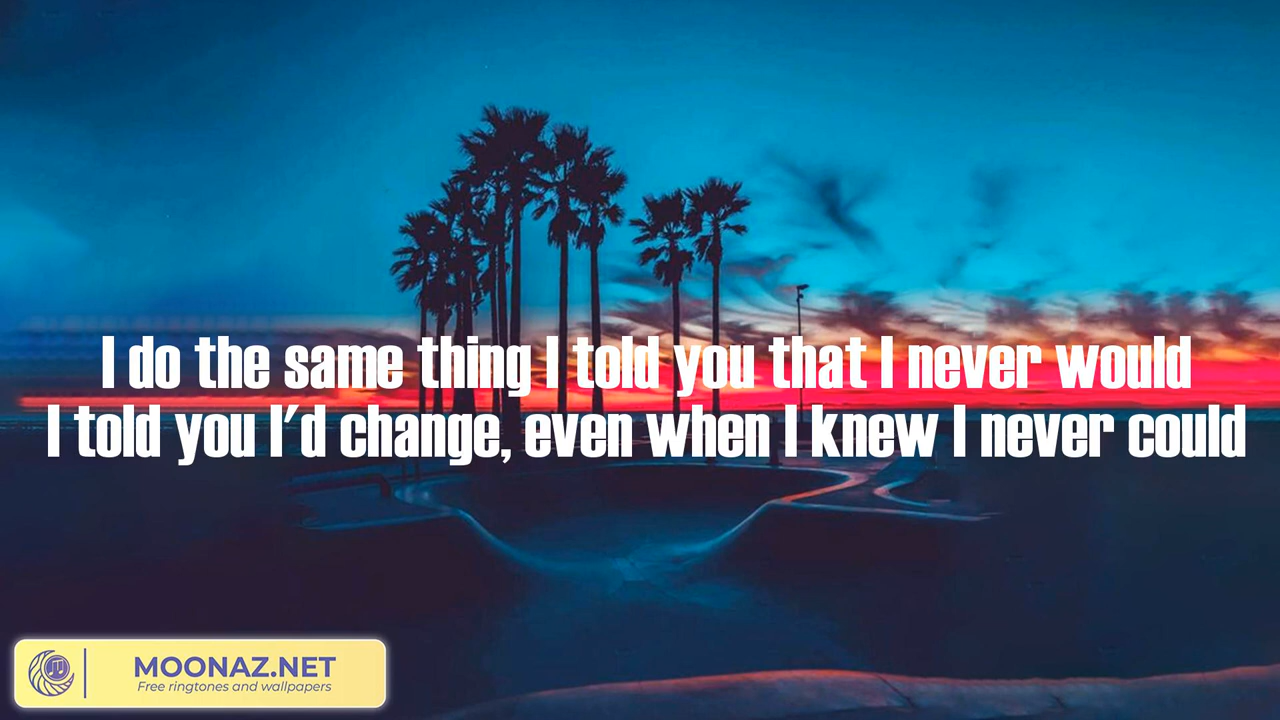 I do the same thing I told you that I never would
I told you I'd change, even when I knew I never could
MOONAZ.NET
Free ringtones and wallpapers